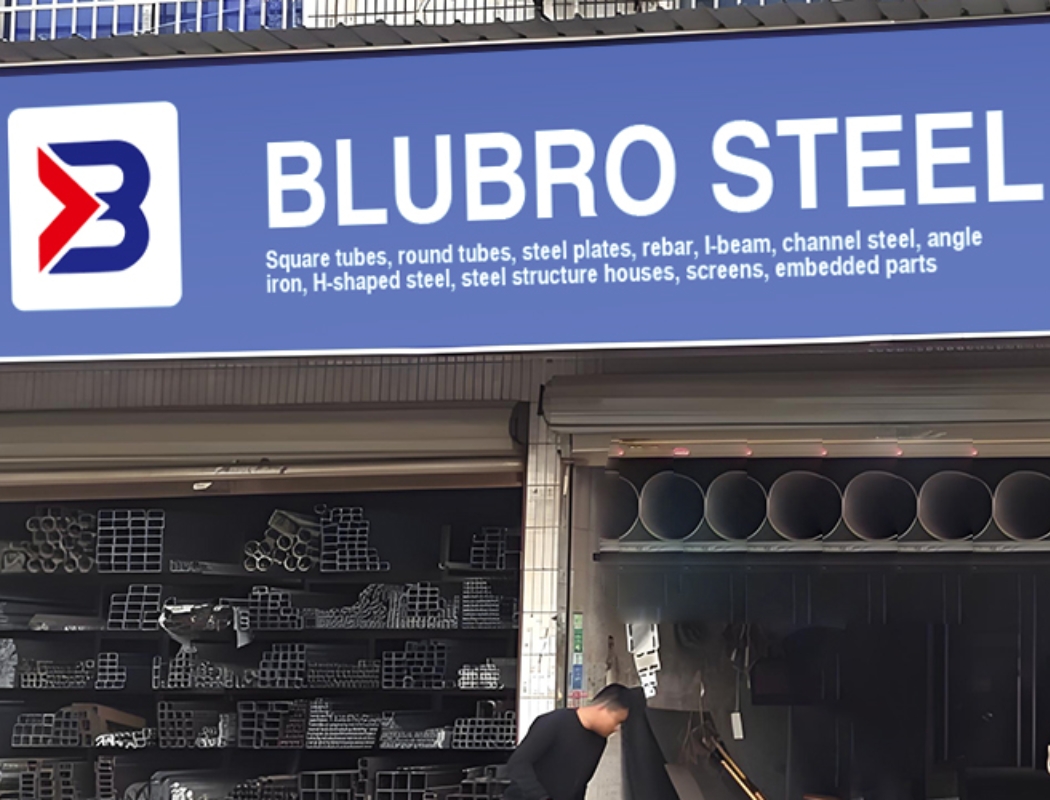 BLUBRO STEEL
Square tubes, round tubes, steel plates, rebar, I-beam, channel steel, angle
iron, H-shaped steel, steel structure houses, screens, embedded parts